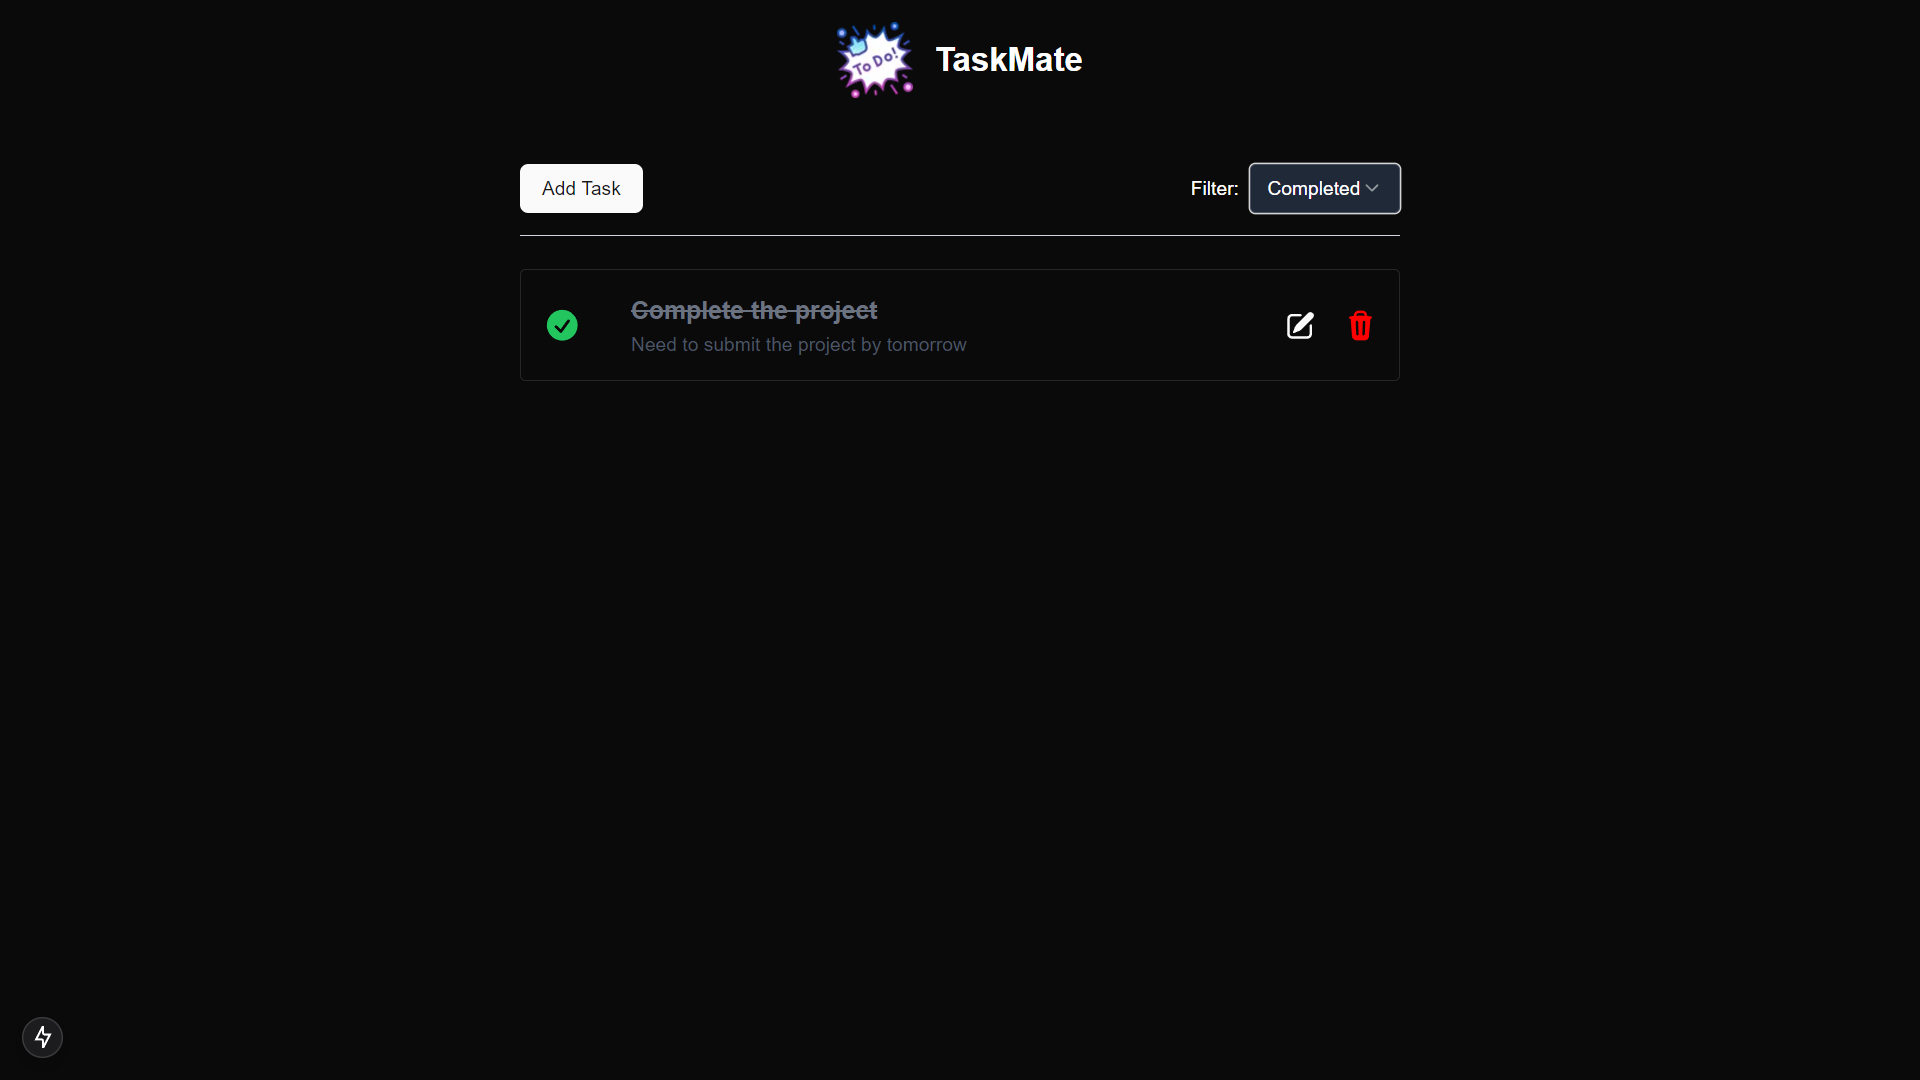 To Do!
TaskMate
Add Task
Filter: Completed
Complete the project
Need to submit the project by tomorrow